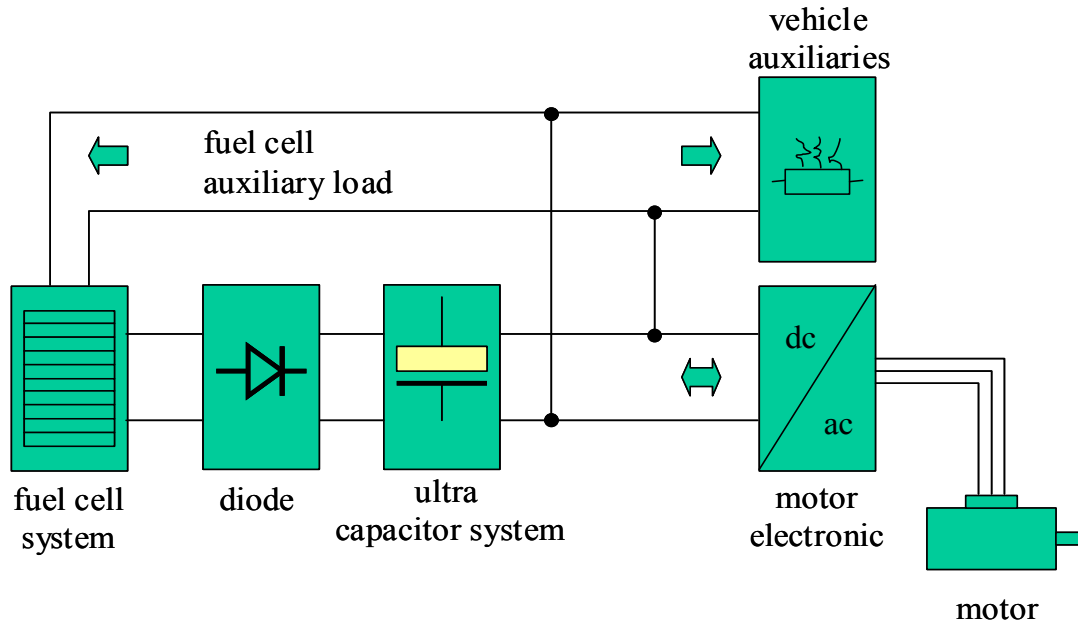 vehicle
auxiliaries
fuel cell
auxiliary load
dc
ac
fuel cell
system
diode
ultra
capacitor system
motor
electronic
motor